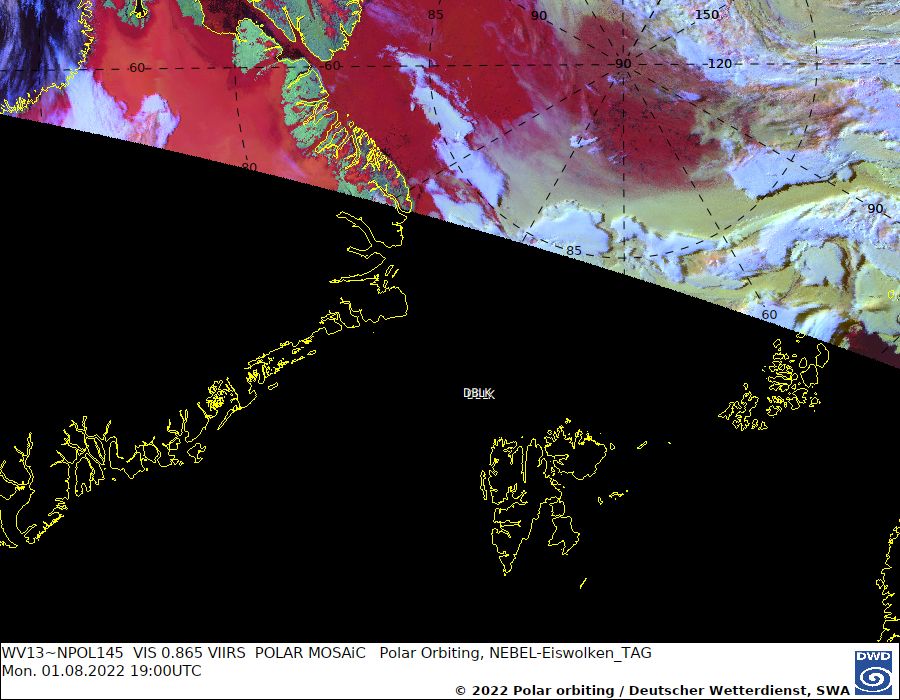 85
90
150
60
60
90
-120
80
90
85
0
60
DBLK
WV13~NPOL145 VIS 0.865 VIIRS POLAR MOSAiC Polar Orbiting, NEBEL-Eiswolken_TAG
Mon. 01.08.2022 19:00UTC
DWD
© 2022 Polar orbiting / Deutscher Wetterdienst, SWA